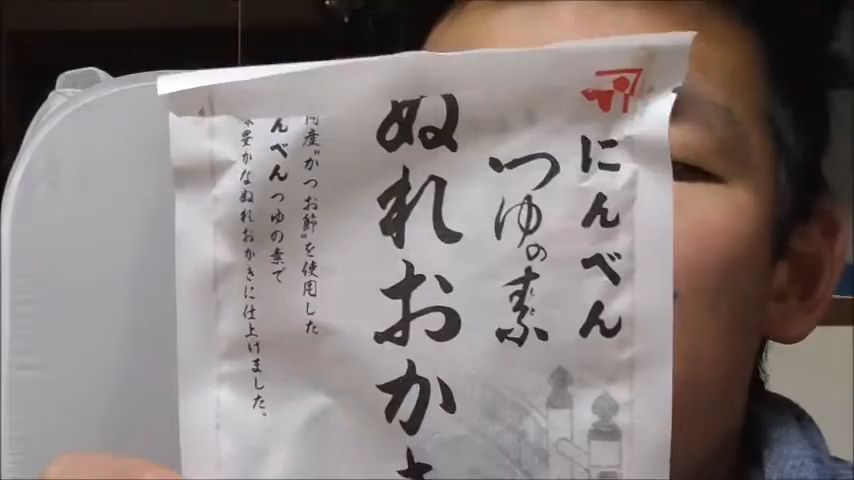 にんべん
つゆの素
ぬれおか
国産"かつお節"を使用した
んべんつゆの素で
豊かなぬれおかきに仕上げました。